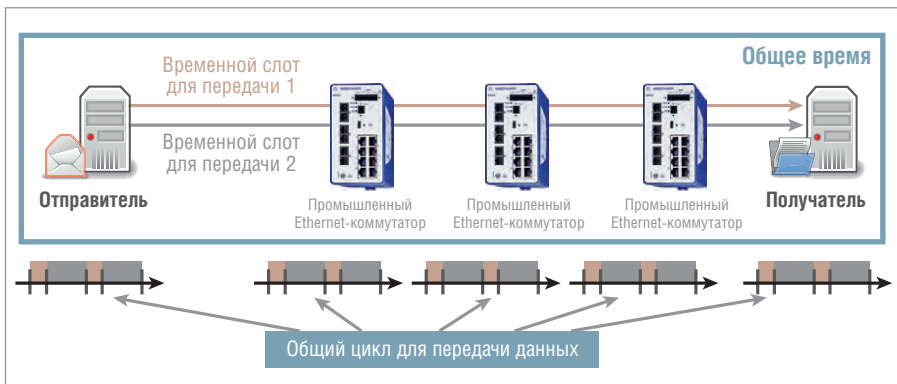 Общее время
Временной слот
для передачи 1
Временной слот
для передачи 2
Отправитель
Промышленный
Ethernet-коммутатор
Промышленный
Ethernet-коммутатор
Промышленный
Ethernet-коммутатор
Получатель
Общий цикл для передачи данных